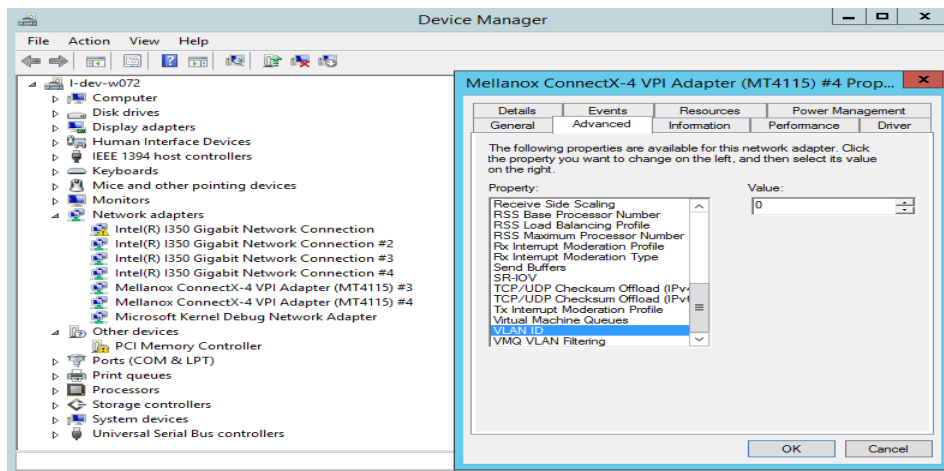 Device Manager
File Action View Help
l-dev-w072
Computer
Disk drives
Display adapters
Human Interface Devices
IEEE 1394 host controllers
Keyboards
Mice and other pointing devices
Monitors
Network adapters
Intel(R) I350 Gigabit Network Connection
Intel(R) I350 Gigabit Network Connection #2
Intel(R) I350 Gigabit Network Connection #3
Intel(R) I350 Gigabit Network Connection #4
Mellanox ConnectX-4 VPI Adapter (MT4115) #3
Mellanox ConnectX-4 VPI Adapter (MT4115) #4
Microsoft Kernel Debug Network Adapter
Other devices
PCI Memory Controller
Ports (COM & LPT)
Print queues
Processors
Storage controllers
System devices
Universal Serial Bus controllers
Mellanox ConnectX-4 VPI Adapter (MT4115) #4 Prop...
Details Events Resources Power Management
General Advanced Information Performance Driver
The following properties are available for this network adapter. Click
the property you want to change on the left, and then select its value
on the right.
Property: Value:
0
Receive Side Scaling
RSS Base Processor Number
RSS Load Balancing Profile
RSS Maximum Processor Number
Rx Interrupt Moderation Profile
Rx Interrupt Moderation Type
Send Buffers
SR-IOV
TCP/UDP Checksum Offload (IPv4
TCP/UDP Checksum Offload (IPv6
Tx Interrupt Moderation Profile
Virtual Machine Queues
VLAN ID
VMQ VLAN Filtering
OK Cancel